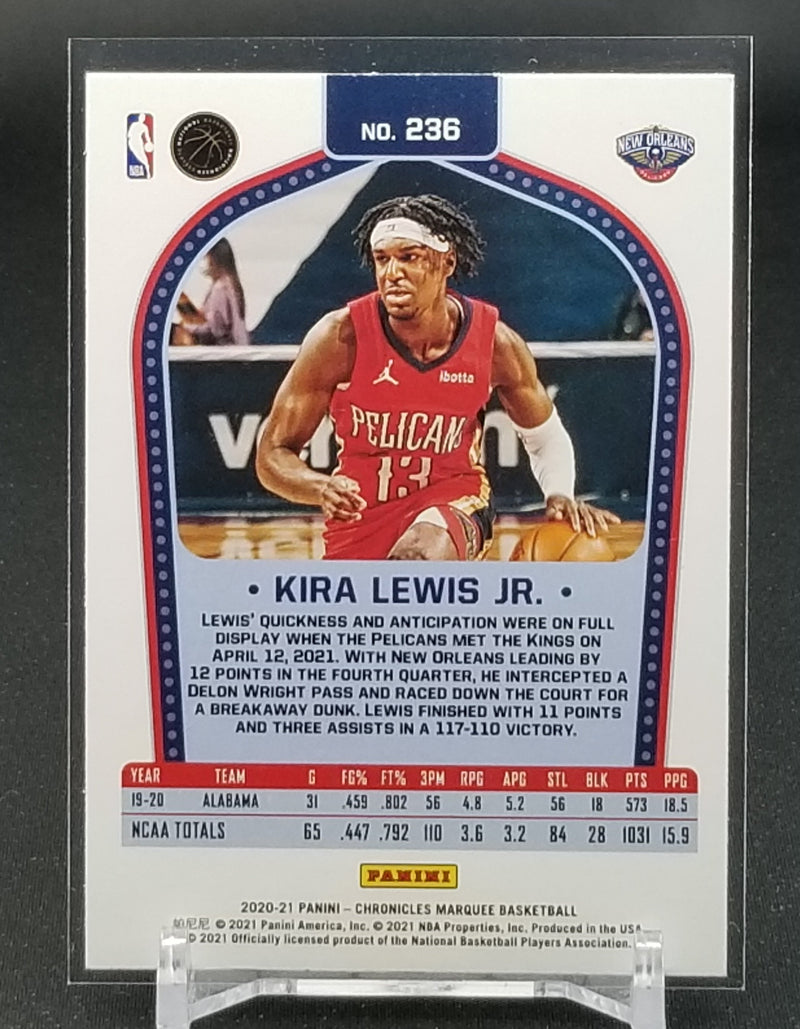 NO. 236
NBA
NEW ORLEANS
PELICANS
ibotta
PELICANS
13
• KIRA LEWIS JR. •
LEWIS' QUICKNESS AND ANTICIPATION WERE ON FULL
DISPLAY WHEN THE PELICANS MET THE KINGS ON
APRIL 12, 2021. WITH NEW ORLEANS LEADING BY
12 POINTS IN THE FOURTH QUARTER, HE INTERCEPTED A
DELON WRIGHT PASS AND RACED DOWN THE COURT FOR
A BREAKAWAY DUNK. LEWIS FINISHED WITH 11 POINTS
AND THREE ASSISTS IN A 117-110 VICTORY.
YEAR TEAM G FG% FT% 3PM RPG APG STL BLK PTS PPG
19-20 ALABAMA 31 .459 .802 56 4.8 5.2 56 18 573 18.5
NCAA TOTALS 65 .447 .792 110 3.6 3.2 84 28 1031 15.9
PANINI
2020-21 PANINI – CHRONICLES MARQUEE BASKETBALL
帕尼尼 © 2021 Panini America, Inc. © 2021 NBA Properties, Inc. Produced in the USA.
© 2021 Officially licensed product of the National Basketball Players Association.